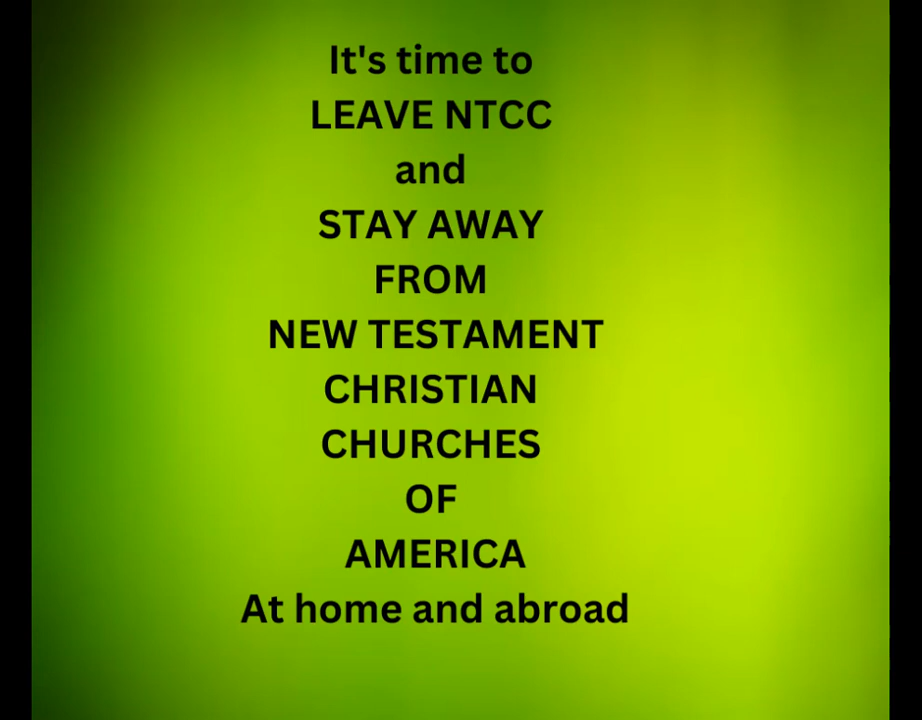 It's time to
LEAVE NTCC
and
STAY AWAY
FROM
NEW TESTAMENT
CHRISTIAN
CHURCHES
OF
AMERICA
At home and abroad